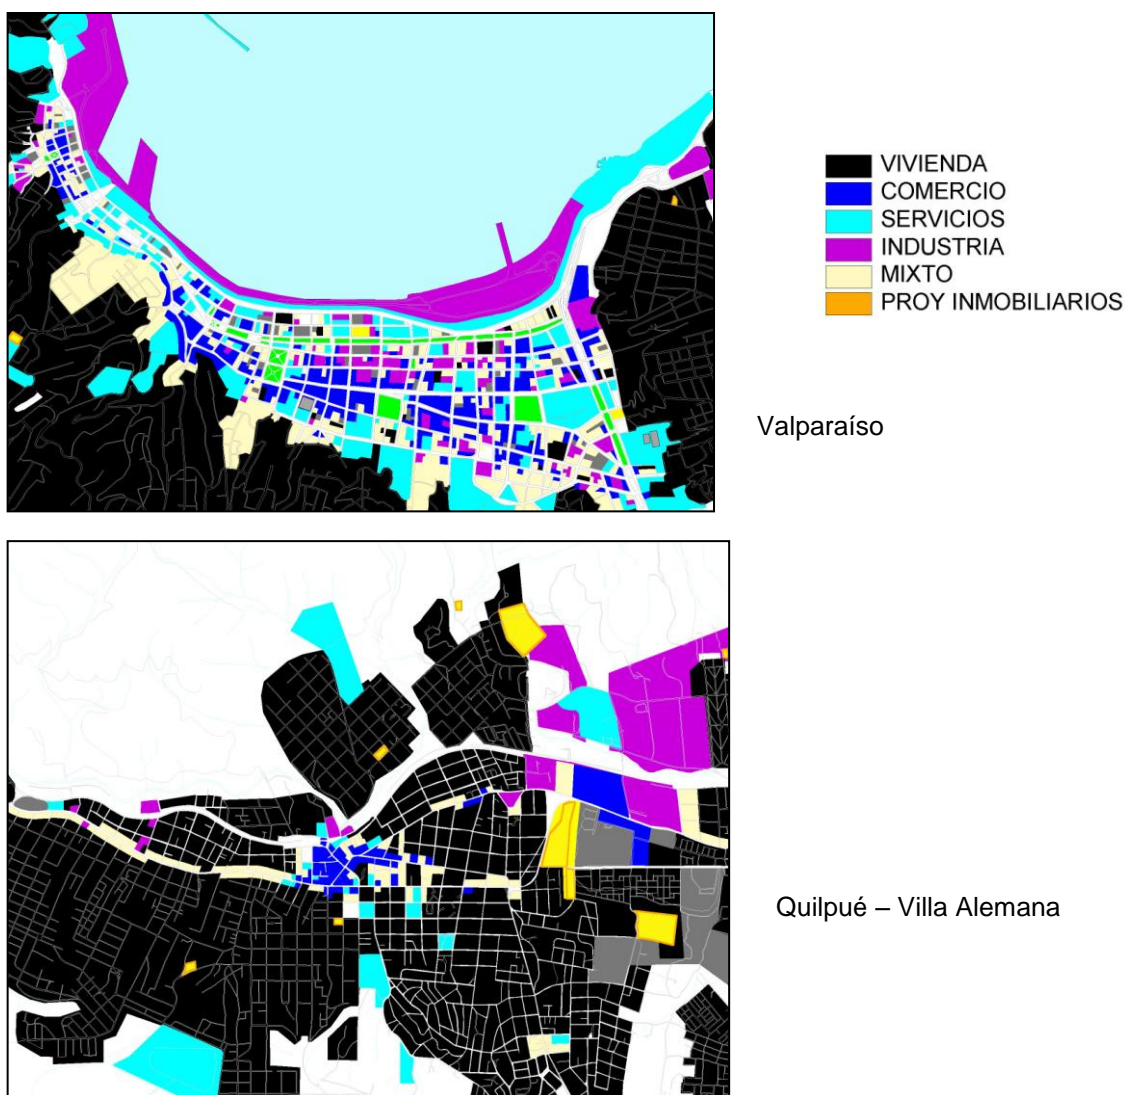 VIVIENDA
COMERCIO
SERVICIOS
INDUSTRIA
MIXTO
PROY INMOBILIARIOS
Valparaíso
Quilpué – Villa Alemana